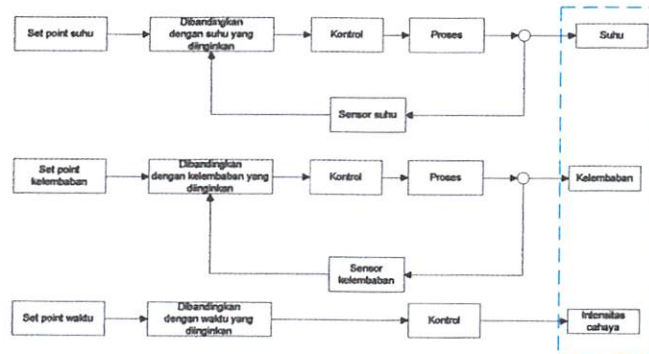 Set point suhu
Dibandingkan
dengan suhu yang
diinginkan
Kontrol
Proses
Suhu
Sensor suhu
Set point
kelembaban
Dibandingkan
dengan kelembaban yang
diinginkan
Kontrol
Proses
Kelembaban
Sensor
kelembaban
Set point waktu
Dibandingkan
dengan waktu yang
diinginkan
Kontrol
Intensitas
cahaya